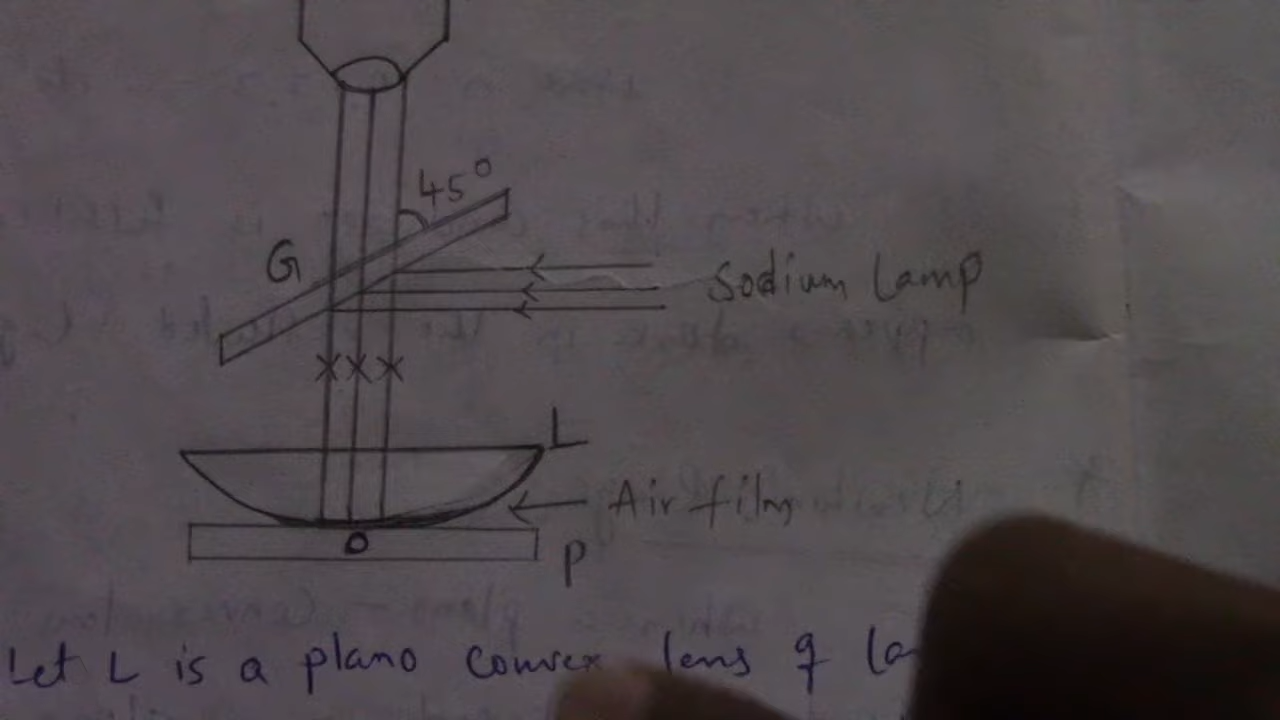 45°
G
Sodium Lamp
L
Air film
O
P
Let L is a plano convex lens of